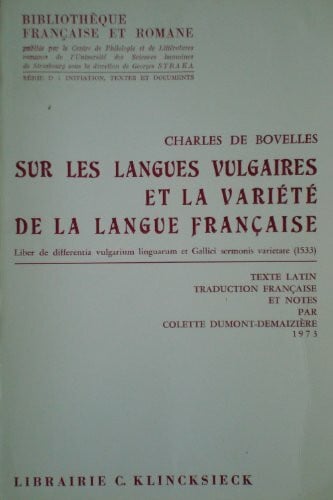 BIBLIOTHÈQUE
FRANÇAISE ET ROMANE
publiée par le Centre de Philologie et de Littératures
romanes de l'Université des Sciences humaines
de Strasbourg sous la direction de Georges STRAKA
SÉRIE D : INITIATION, TEXTES ET DOCUMENTS
CHARLES DE BOVELLES
SUR LES LANGUES VULGAIRES
ET LA VARIÉTÉ
DE LA LANGUE FRANÇAISE
Liber de differentia vulgarium linguarum et Gallici sermonis varietate (1533)
TEXTE LATIN
TRADUCTION FRANÇAISE
ET NOTES
PAR
COLETTE DUMONT-DEMAIZIÈRE
1973
LIBRAIRIE C. KLINCKSIECK